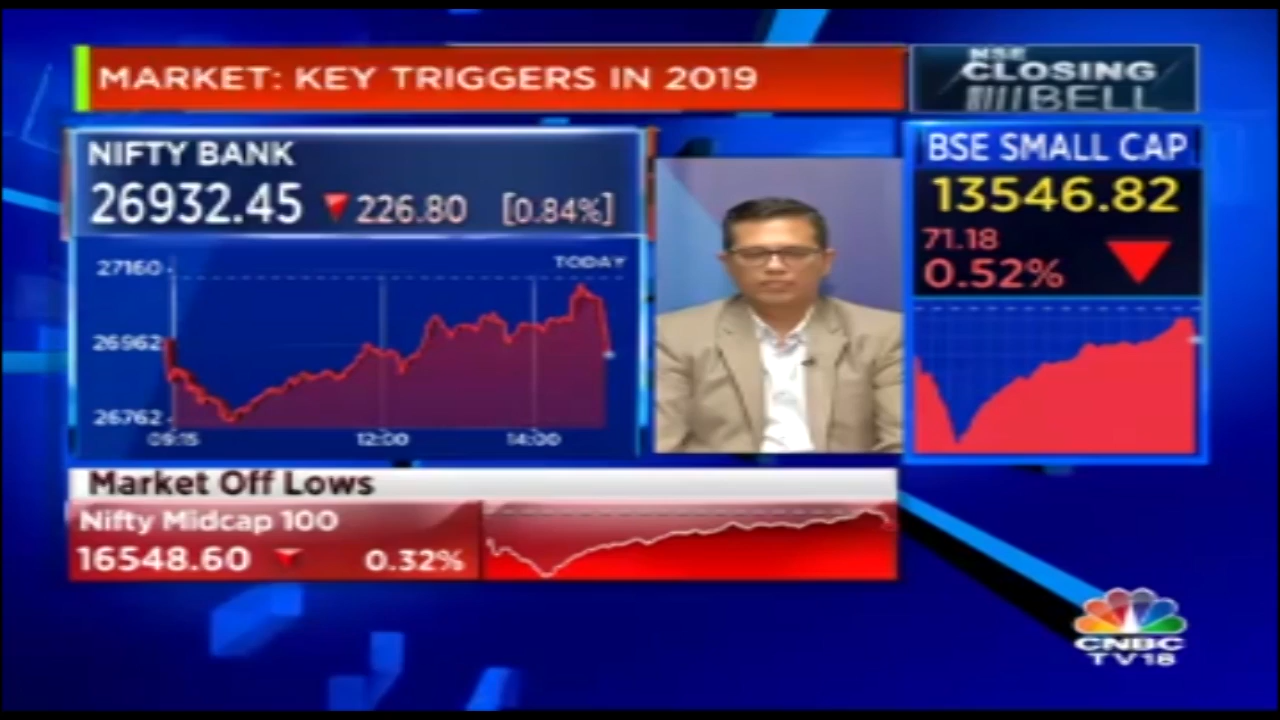 MARKET: KEY TRIGGERS IN 2019
NSE
CLOSING
BELL
NIFTY BANK
26932.45 ▼ 226.80 [0.84%]
TODAY
27160
26962
26762
09:15 12:00 14:00
BSE SMALL CAP
13546.82
71.18
0.52% ▼
Market Off Lows
Nifty Midcap 100
16548.60 ▼ 0.32%
CNBC
TV18